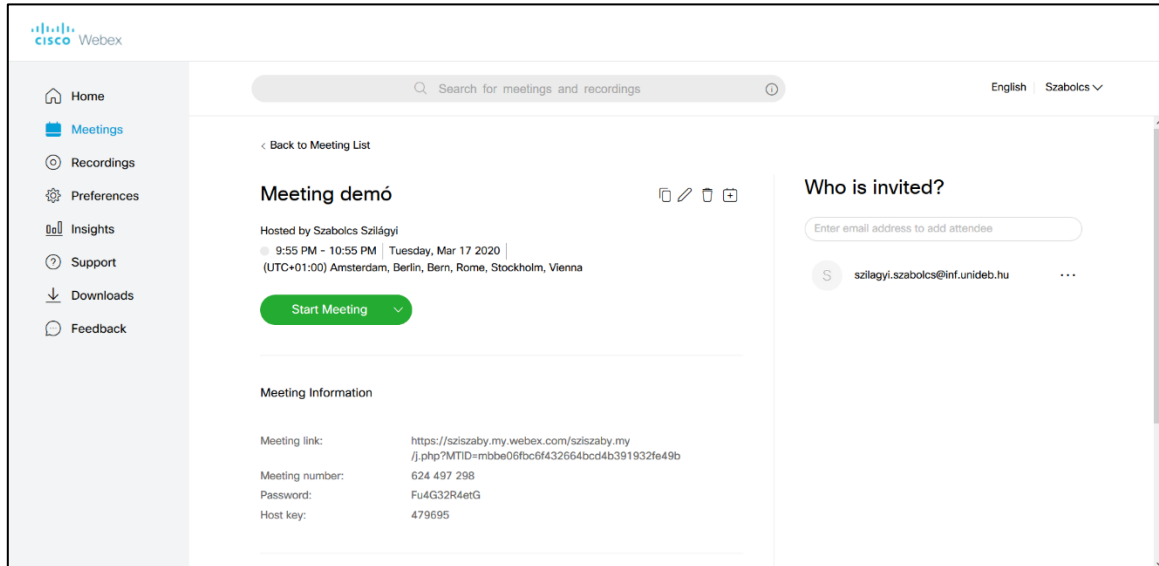 cisco Webex
Home
Meetings
Recordings
Preferences
Insights
Support
Downloads
Feedback
Search for meetings and recordings
English
Szabolcs
Back to Meeting List
Meeting demó
Hosted by Szabolcs Szilágyi
9:55 PM - 10:55 PM Tuesday, Mar 17 2020
(UTC+01:00) Amsterdam, Berlin, Bern, Rome, Stockholm, Vienna
Start Meeting
Meeting Information
Meeting link: https://sziszaby.my.webex.com/sziszaby.my
/j.php?MTID=mbbe06fbc6f432664bcd4b391932fe49b
Meeting number: 624 497 298
Password: Fu4G32R4etG
Host key: 479695
Who is invited?
Enter email address to add attendee
S szilagyi.szabolcs@inf.unideb.hu